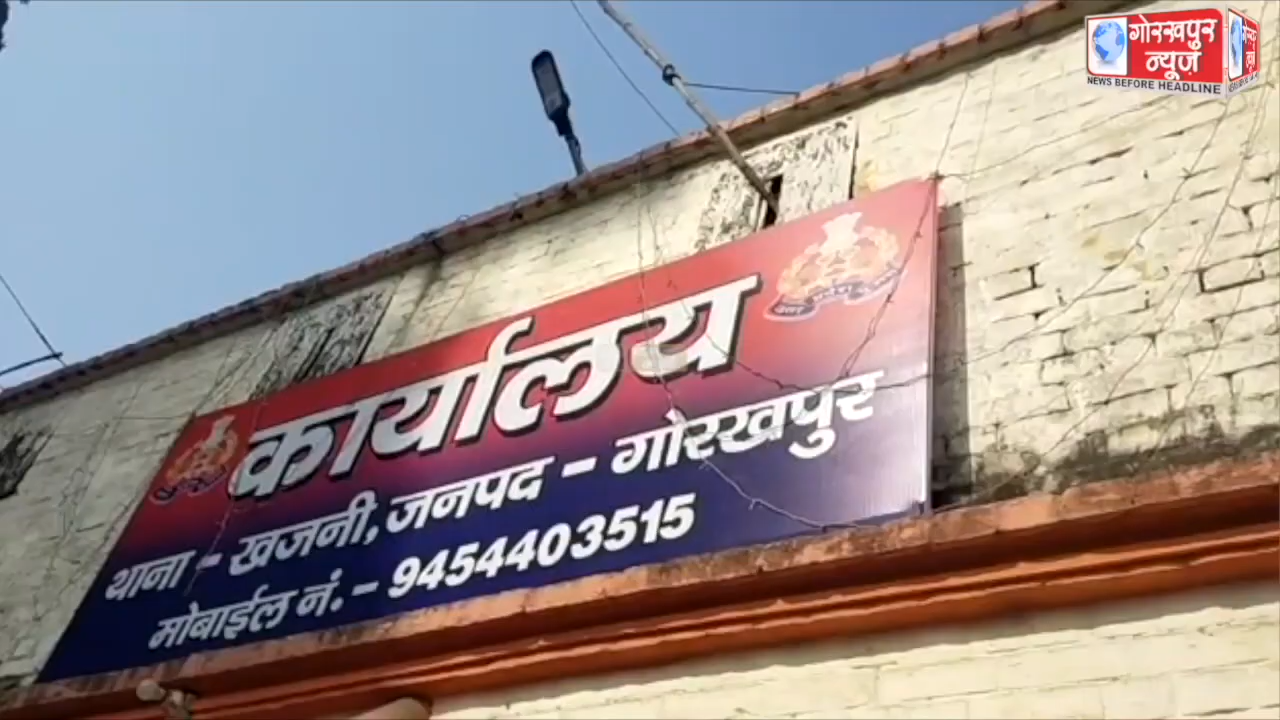 गोरखपुर
न्यूज़
NEWS BEFORE HEADLINE
कार्यालय
थाना - खजनी, जनपद - गोरखपुर
मोबाईल नं. - 9454403515